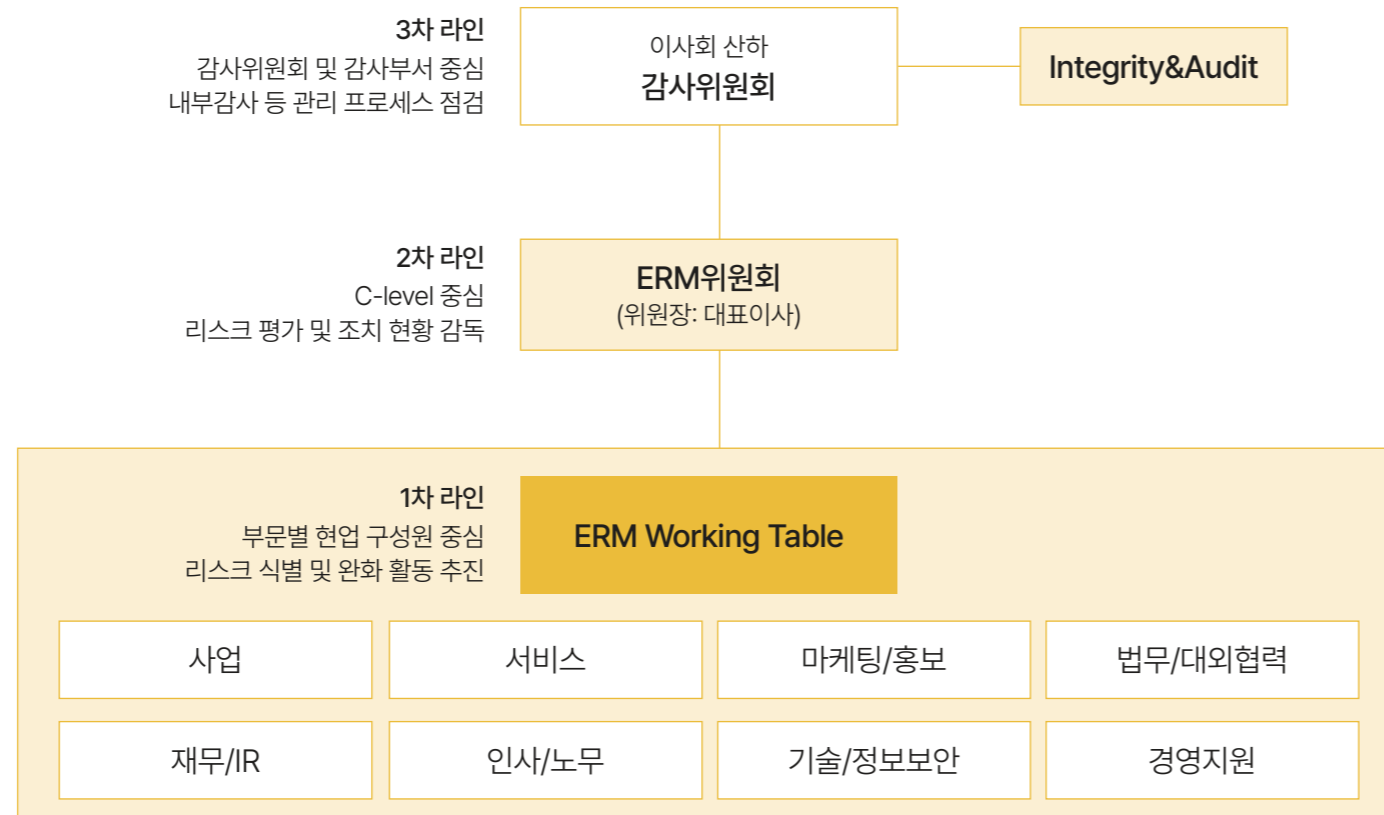 3차 라인
감사위원회 및 감사부서 중심
내부감사 등 관리 프로세스 점검
이사회 산하
감사위원회
Integrity&Audit
2차 라인
C-level 중심
리스크 평가 및 조치 현황 감독
ERM위원회
(위원장: 대표이사)
1차 라인
부문별 현업 구성원 중심
리스크 식별 및 완화 활동 추진
ERM Working Table
사업
서비스
마케팅/홍보
법무/대외협력
재무/IR
인사/노무
기술/정보보안
경영지원